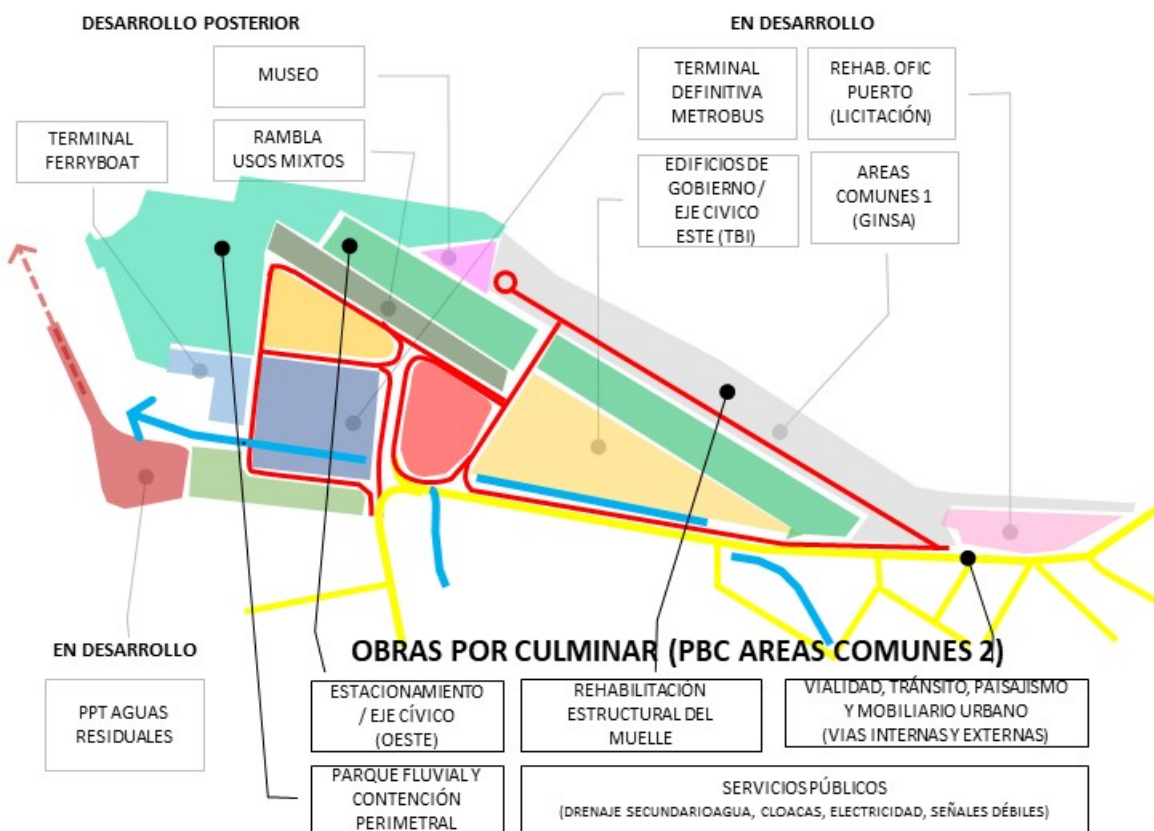 DESARROLLO POSTERIOR
EN DESARROLLO
MUSEO
TERMINAL
DEFINITIVA
METROBUS
REHAB. OFIC
PUERTO
(LICITACIÓN)
TERMINAL
FERRYBOAT
RAMBLA
USOS MIXTOS
EDIFICIOS DE
GOBIERNO /
EJE CIVICO
ESTE (TBI)
AREAS
COMUNES 1
(GINSA)
EN DESARROLLO
PPT AGUAS
RESIDUALES
OBRAS POR CULMINAR (PBC AREAS COMUNES 2)
ESTACIONAMIENTO
/ EJE CÍVICO
(OESTE)
REHABILITACIÓN
ESTRUCTURAL DEL
MUELLE
VIALIDAD, TRÁNSITO, PAISAJISMO
Y MOBILIARIO URBANO
(VIAS INTERNAS Y EXTERNAS)
PARQUE FLUVIAL Y
CONTENCIÓN
PERIMETRAL
SERVICIOS PÚBLICOS
(DRENAJE SECUNDARIOAGUA, CLOACAS, ELECTRICIDAD, SEÑALES DÉBILES)